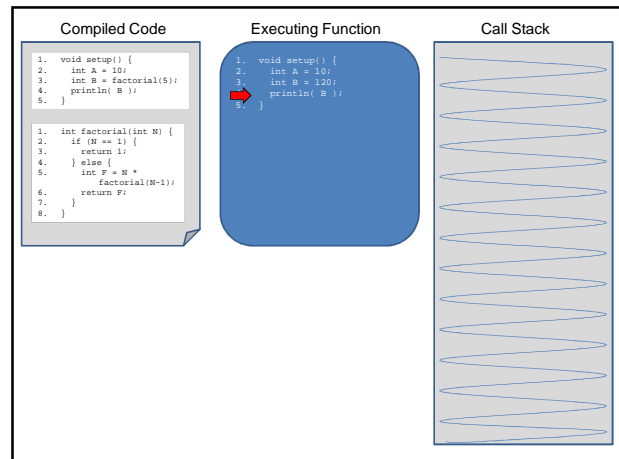 Compiled Code
1. void setup() {
2. int A = 10;
3. int B = factorial(5);
4. println( B );
5. }
1. int factorial(int N) {
2. if (N == 1) {
3. return 1;
4. } else {
5. int F = N *
factorial(N-1);
6. return F;
7. }
8. }
Executing Function
1. void setup() {
2. int A = 10;
3. int B = 120;
println( B );
5. }
Call Stack